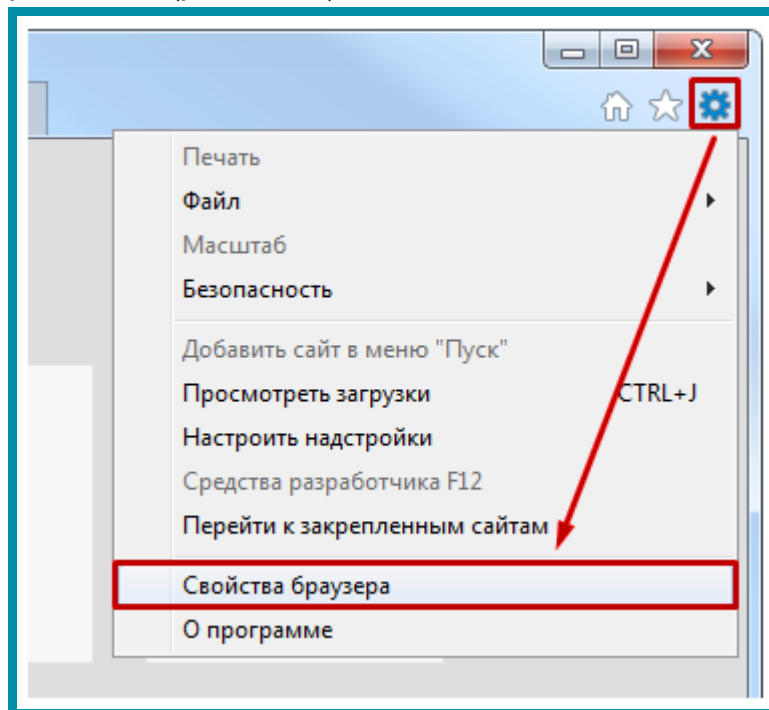 Печать
Файл
Масштаб
Безопасность
Добавить сайт в меню "Пуск"
Просмотреть загрузки CTRL+J
Настроить надстройки
Средства разработчика F12
Перейти к закрепленным сайтам
Свойства браузера
О программе